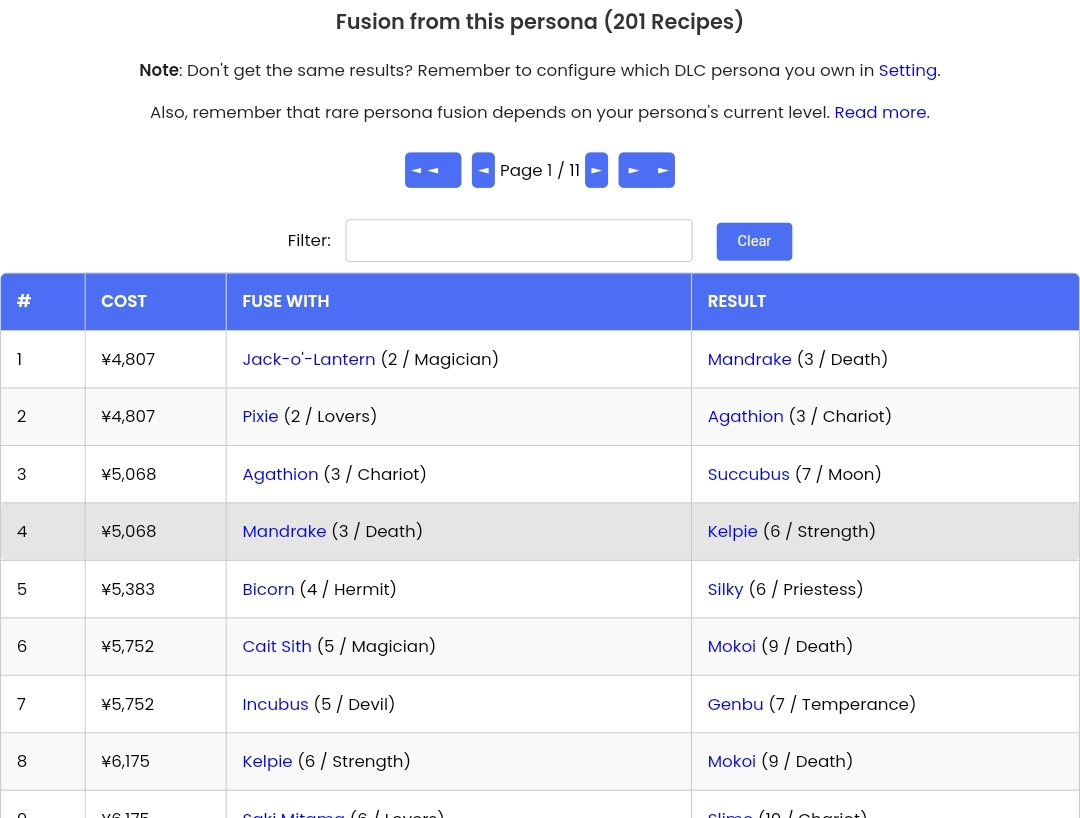 Fusion from this persona (201 Recipes)
Note: Don't get the same results? Remember to configure which DLC persona you own in Setting.
Also, remember that rare persona fusion depends on your persona's current level. Read more.
◄ ◄ ◄ Page 1 / 11 ► ► ►
Filter: Clear
# COST FUSE WITH RESULT
1 ¥4,807 Jack-o'-Lantern (2 / Magician) Mandrake (3 / Death)
2 ¥4,807 Pixie (2 / Lovers) Agathion (3 / Chariot)
3 ¥5,068 Agathion (3 / Chariot) Succubus (7 / Moon)
4 ¥5,068 Mandrake (3 / Death) Kelpie (6 / Strength)
5 ¥5,383 Bicorn (4 / Hermit) Silky (6 / Priestess)
6 ¥5,752 Cait Sith (5 / Magician) Mokoi (9 / Death)
7 ¥5,752 Incubus (5 / Devil) Genbu (7 / Temperance)
8 ¥6,175 Kelpie (6 / Strength) Mokoi (9 / Death)
9 ¥6,175 Saki Mitama (6 / Lovers) Slime (10 / Chariot)